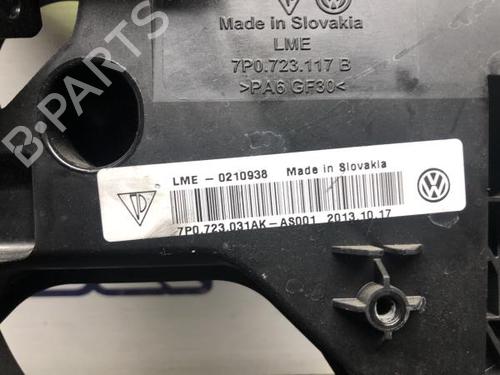 Made in Slovakia
LME
7P0.723.117 B
>PA6 GF30<
B-PARTS
LME - 0210938 Made in Slovakia
7P0.723.031AK-AS001 2013.10.17